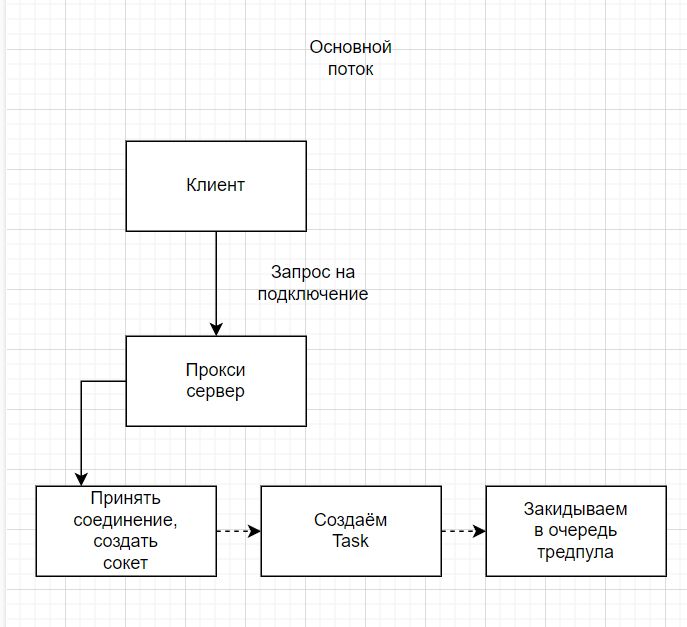 Основной
поток
Клиент
Запрос на
подключение
Прокси
сервер
Принять
соединение,
создать
сокет
Создаём
Task
Закидываем
в очередь
тредпула